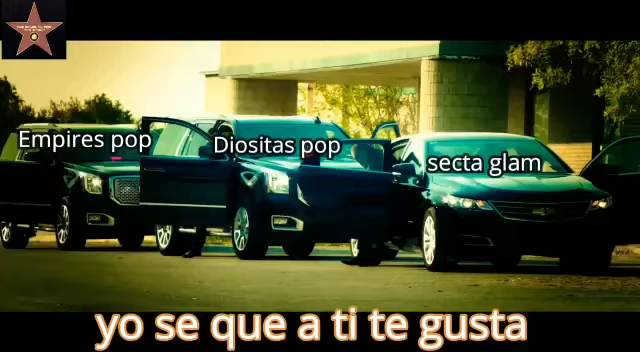 Empires pop
Diositas pop
secta glam
yo se que a ti te gusta